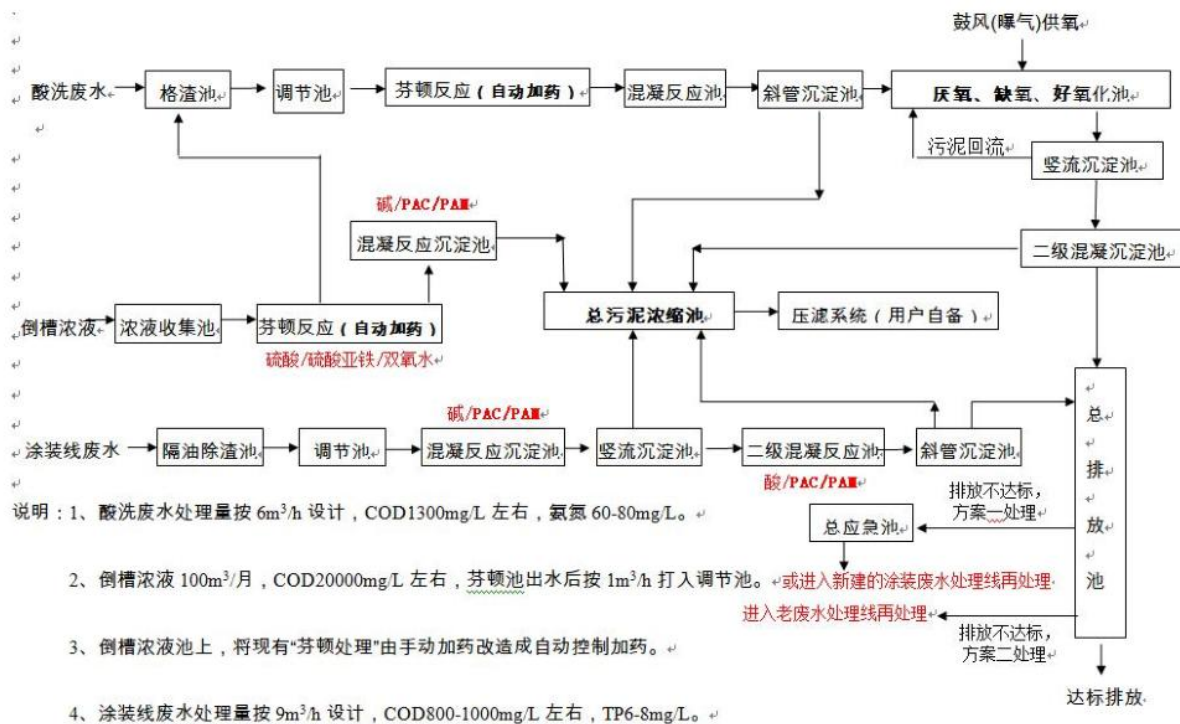 鼓风(曝气)供氧
酸洗废水
格渣池
调节池
芬顿反应（自动加药）
混凝反应池
斜管沉淀池
厌氧、缺氧、好氧化池
污泥回流
竖流沉淀池
碱/PAC/PAM
混凝反应沉淀池
二级混凝沉淀池
倒槽浓液
浓液收集池
芬顿反应（自动加药）
总污泥浓缩池
压滤系统（用户自备）
硫酸/硫酸亚铁/双氧水
碱/PAC/PAM
涂装线废水
隔油除渣池
调节池
混凝反应沉淀池
竖流沉淀池
二级混凝反应池
斜管沉淀池
酸/PAC/PAM
总排放池
说明：1、酸洗废水处理量按6m³/h 设计，COD1300mg/L 左右，氨氮 60-80mg/L。
排放不达标，
方案一处理
总应急池
2、倒槽浓液 100m³/月，COD20000mg/L 左右，芬顿池出水后按 1m³/h 打入调节池。
或进入新建的涂装废水处理线再处理
进入老废水处理线再处理
排放不达标，
方案二处理
3、倒槽浓液池上，将现有“芬顿处理”由手动加药改造成自动控制加药。
达标排放
4、涂装线废水处理量按 9m³/h 设计，COD800-1000mg/L 左右，TP6-8mg/L。